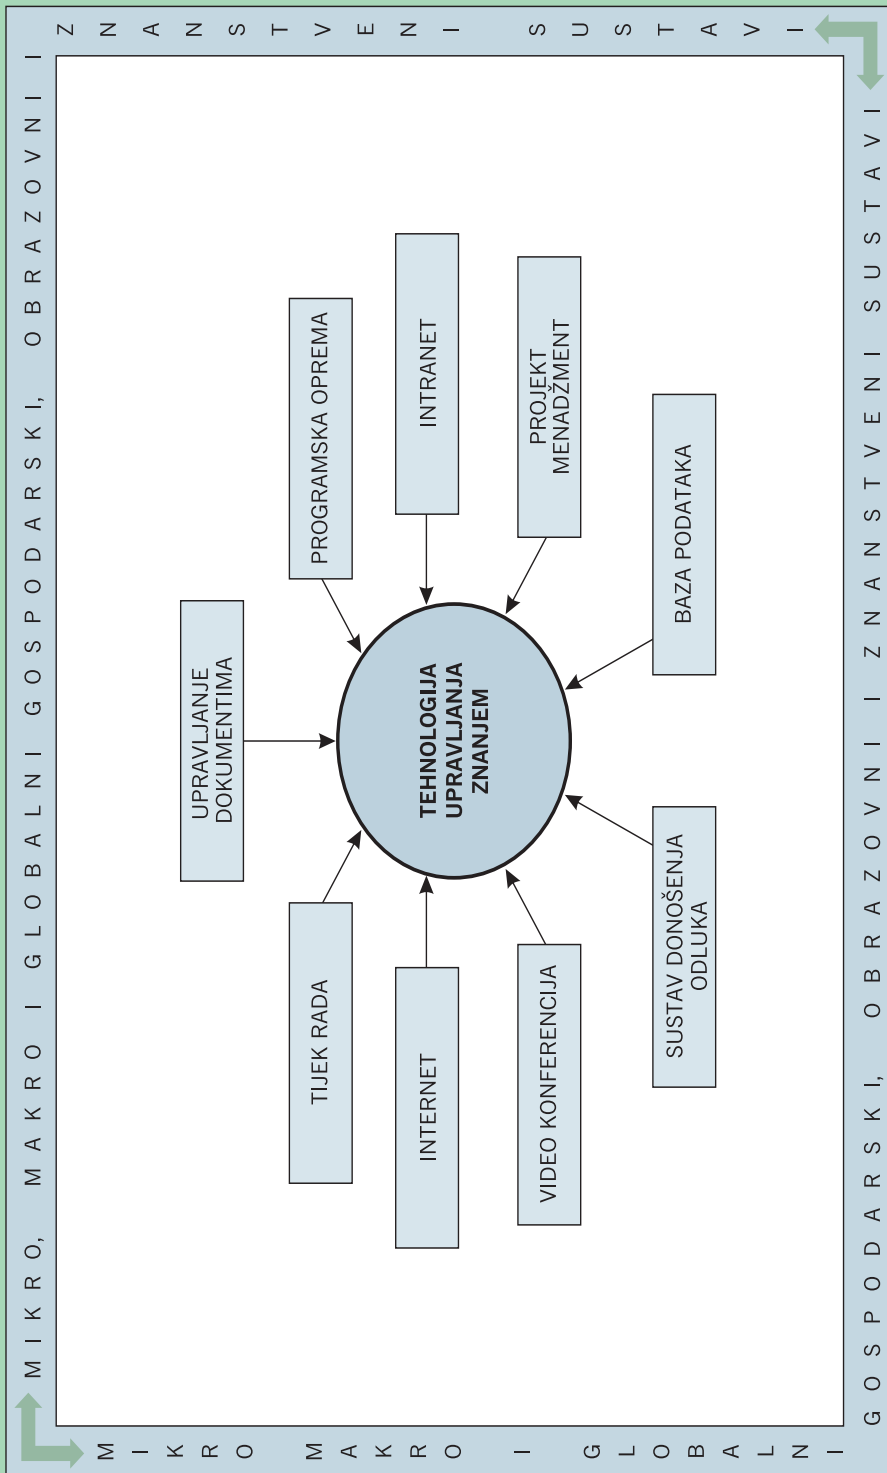 MIKRO, MAKRO I GLOBALNI GOSPODARSKI, OBRAZOVNI I
ZNANSTVENI SUSTAVI
UPRAVLJANJE
DOKUMENTIMA
TIJEK RADA
PROGRAMSKA OPREMA
INTERNET
TEHNOLOGIJA
UPRAVLJANJA
ZNANJEM
INTRANET
VIDEO KONFERENCIJA
PROJEKT
MENADŽMENT
SUSTAV DONOŠENJA
ODLUKA
BAZA PODATAKA
MIKRO MAKRO I GLOBALNI
GOSPODARSKI, OBRAZOVNI I ZNANSTVENI SUSTAVI